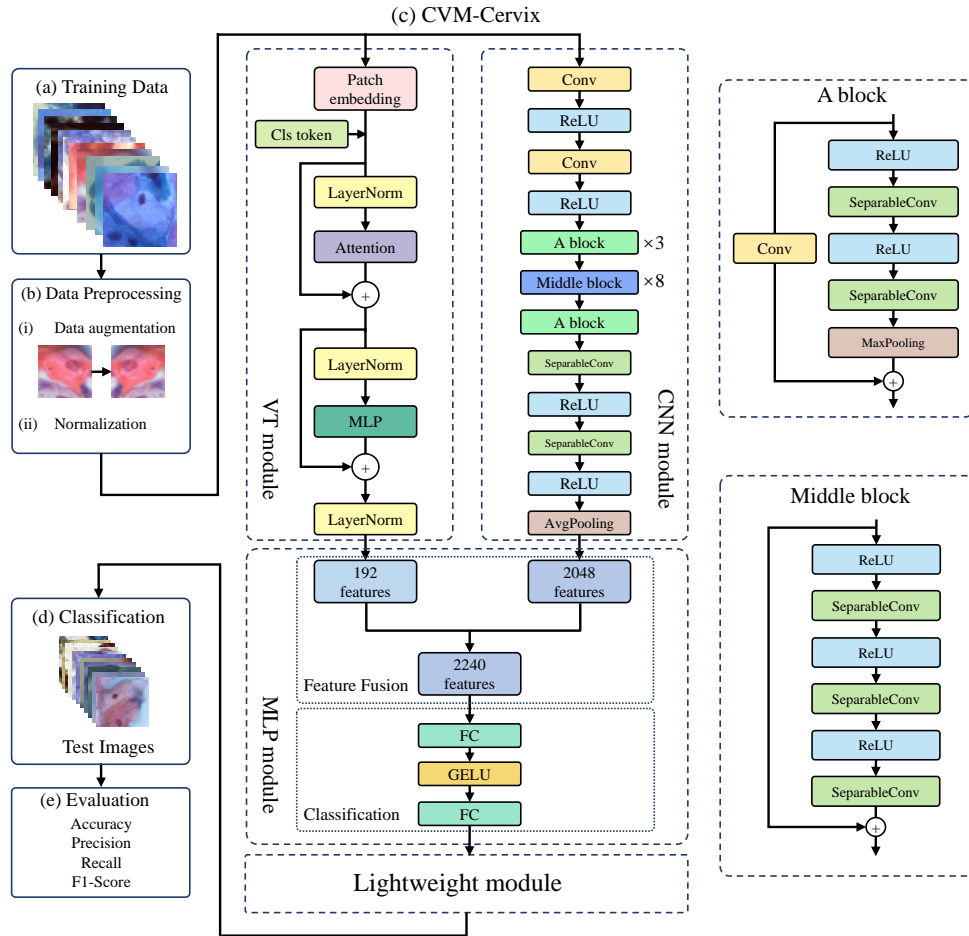 (c) CVM-Cervix
(a) Training Data
(b) Data Preprocessing
(i) Data augmentation
(ii) Normalization
Patch
embedding
Cls token
LayerNorm
Attention
+
LayerNorm
MLP
+
LayerNorm
VT module
Conv
ReLU
Conv
ReLU
A block ×3
Middle block ×8
A block
SeparableConv
ReLU
SeparableConv
ReLU
AvgPooling
CNN module
192
features
2048
features
2240
features
Feature Fusion
FC
GELU
FC
Classification
MLP module
Lightweight module
(d) Classification
Test Images
(e) Evaluation
Accuracy
Precision
Recall
F1-Score
A block
ReLU
SeparableConv
Conv
ReLU
SeparableConv
MaxPooling
+
Middle block
ReLU
SeparableConv
ReLU
SeparableConv
ReLU
SeparableConv
+